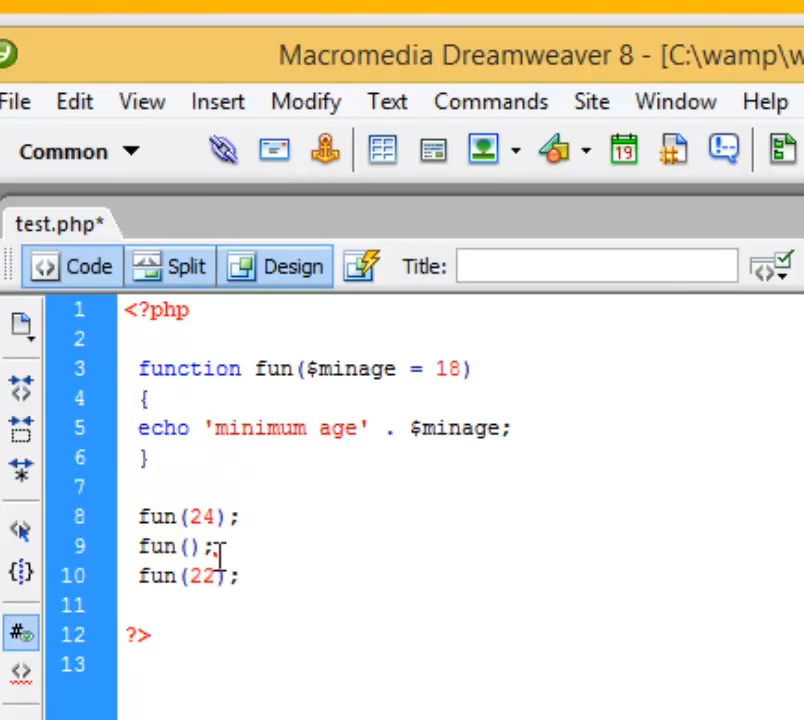 Macromedia Dreamweaver 8 - [C:\wamp\w
File Edit View Insert Modify Text Commands Site Window Help
Common
19
test.php*
Code Split Design Title:
1 <?php
2
3 function fun($minage = 18)
4 {
5 echo 'minimum age' . $minage;
6 }
7
8 fun(24);
9 fun();
10 fun(22);
11
12 ?>
13